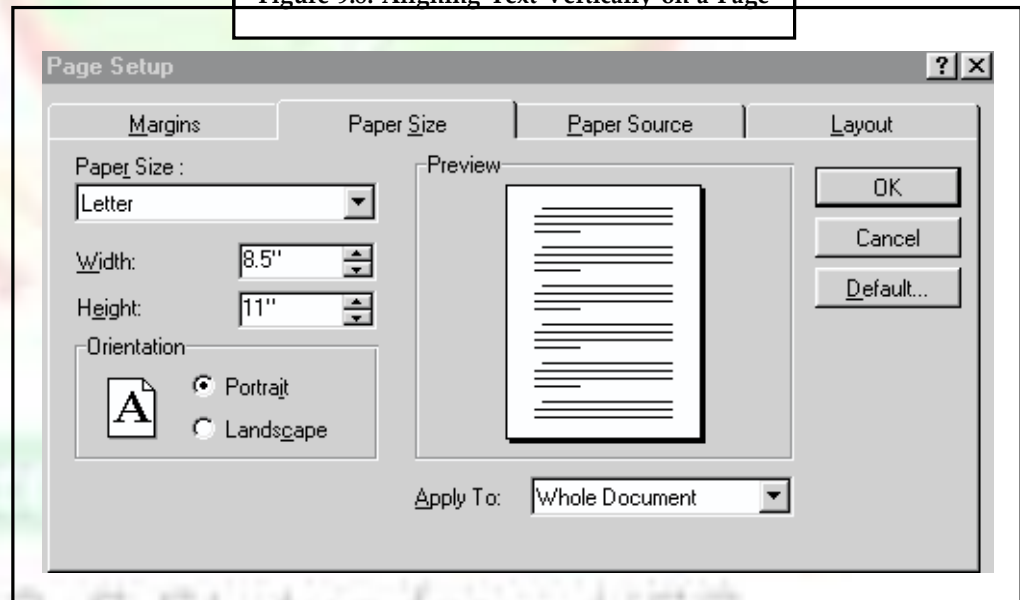 Figure 9.8: Aligning Text Vertically on a Page
Page Setup
Margins
Paper Size
Paper Source
Layout
Paper Size :
Letter
Width:
8.5"
Height:
11"
Orientation
A
Portrait
Landscape
Preview
Apply To:
Whole Document
OK
Cancel
Default...